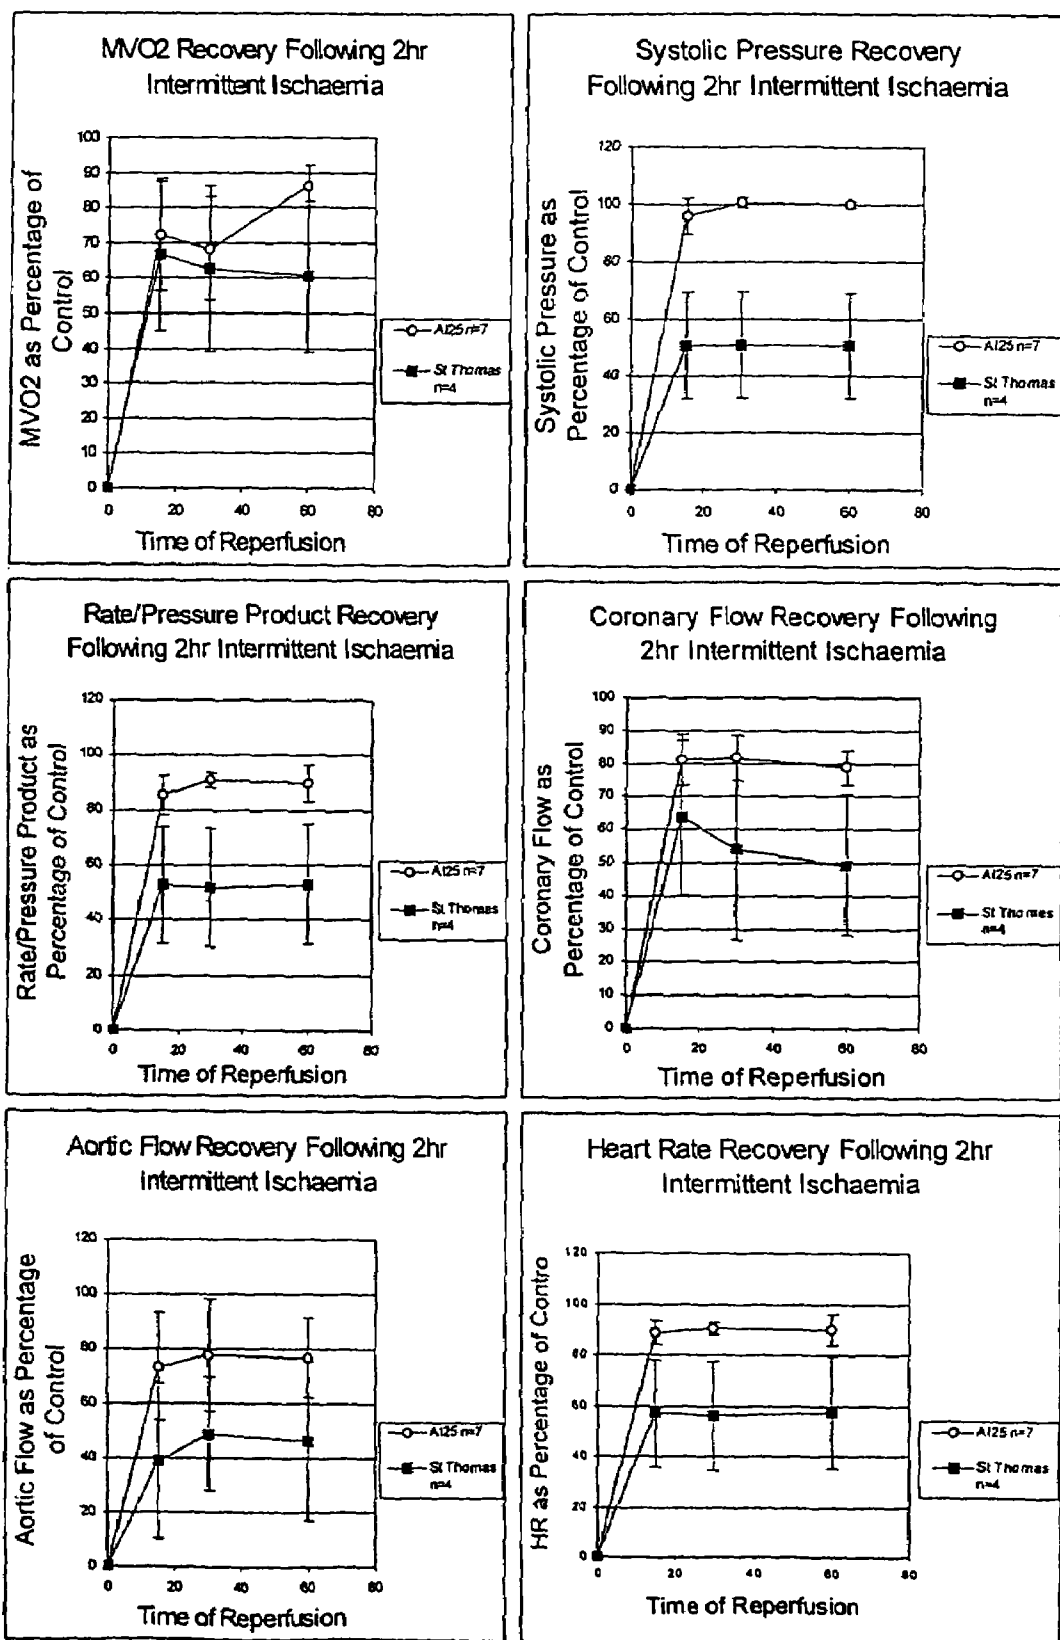 MVO2 Recovery Following 2hr
Intermittent Ischaemia
MVO2 as Percentage of
Control
100
90
80
70
60
50
40
30
20
10
0
0 20 40 60 80
Time of Reperfusion
Al25 n=7
St Thomas
n=4
Systolic Pressure Recovery
Following 2hr Intermittent Ischaemia
Systolic Pressure as
Percentage of Control
120
100
80
60
40
20
0
0 20 40 60 80
Time of Reperfusion
Al25 n=7
St Thomas
n=4
Rate/Pressure Product Recovery
Following 2hr Intermittent Ischaemia
Rate/Pressure Product as
Percentage of Control
120
100
80
60
40
20
0
0 20 40 60 80
Time of Reperfusion
Al25 n=7
St Thomas
n=4
Coronary Flow Recovery Following
2hr Intermittent Ischaemia
Coronary Flow as
Percentage of Control
100
90
80
70
60
50
40
30
20
10
0
0 20 40 60 80
Time of Reperfusion
Al25 n=7
St Thomas
n=4
Aortic Flow Recovery Following 2hr
Intermittent Ischaemia
Aortic Flow as Percentage
of Control
120
100
80
60
40
20
0
0 20 40 60 80
Time of Reperfusion
Al25 n=7
St Thomas
n=4
Heart Rate Recovery Following 2hr
Intermittent Ischaemia
HR as Percentage of Contro
120
100
80
60
40
20
0
0 20 40 60 80
Time of Reperfusion
Al25 n=7
St Thomas
n=4